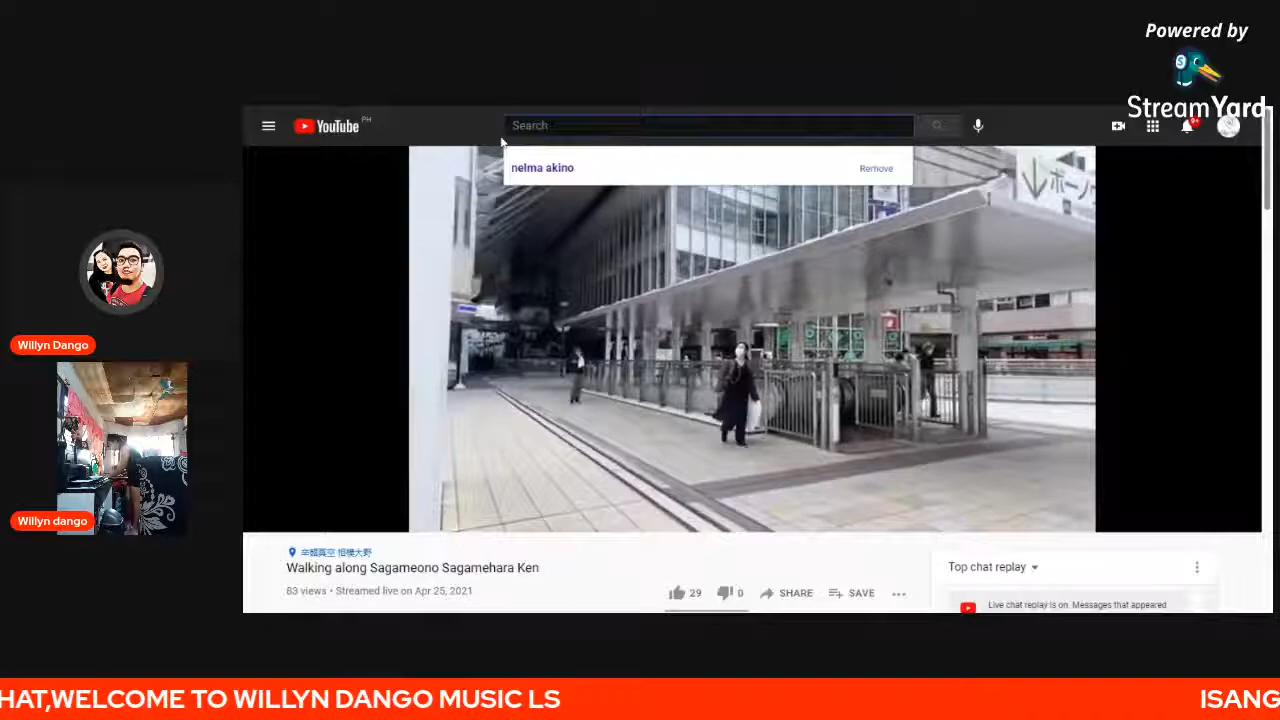 Powered by
StreamYard
YouTube PH
Search
9+
nelma akino
Remove
Willyn Dango
Willyn dango
Walking along Sagameono Sagamehara Ken
83 views • Streamed live on Apr 25, 2021
29
0
SHARE
SAVE
Top chat replay
Live chat replay is on. Messages that appeared
HAT,WELCOME TO WILLYN DANGO MUSIC LS
ISANG